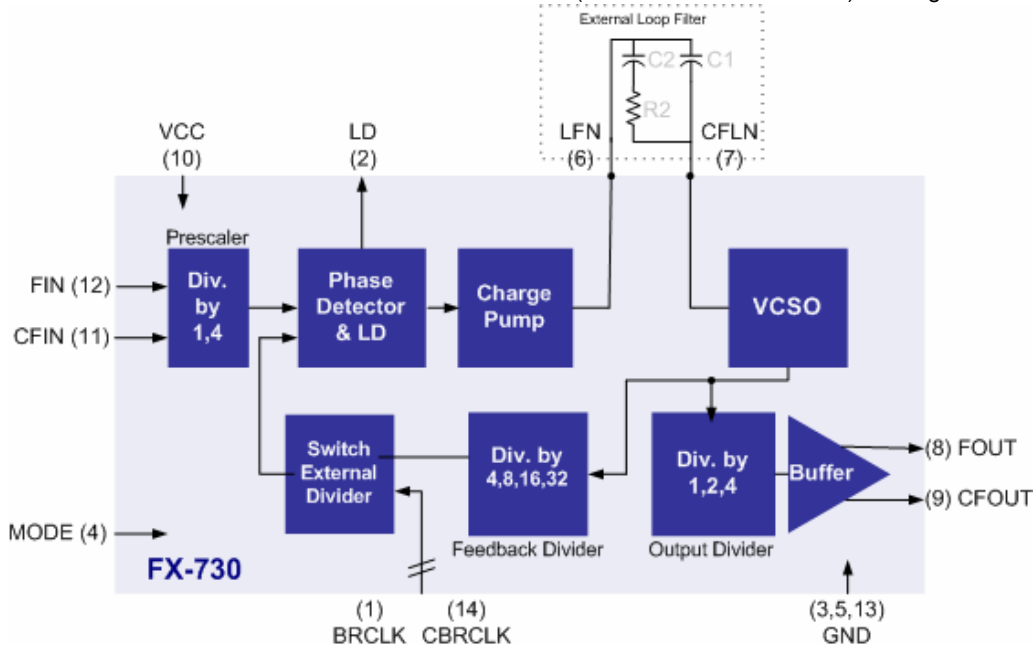 External Loop Filter
C2 C1
R2
VCC
(10)
LD
(2)
LFN
(6)
CFLN
(7)
Prescaler
Div.
by
1,4
Phase
Detector
& LD
Charge
Pump
VCSO
FIN (12)
CFIN (11)
Switch
External
Divider
Div. by
4,8,16,32
Div. by
1,2,4
Buffer
(8) FOUT
(9) CFOUT
MODE (4)
Feedback Divider
Output Divider
FX-730
(1)
BRCLK
(14)
CBRCLK
(3,5,13)
GND